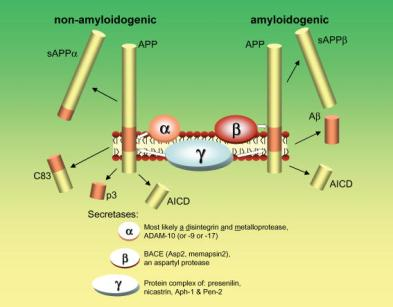 non-amyloidogenic
amyloidogenic
sAPPα
APP
APP
sAPPβ
α
β
γ
Aβ
C83
p3
AICD
AICD
Secretases:
α
Most likely a disintegrin and metalloprotease,
ADAM-10 (or -9 or -17)
β
BACE (Asp2, memapsin2),
an aspartyl protease
γ
Protein complex of: presenilin,
nicastrin, Aph-1 & Pen-2